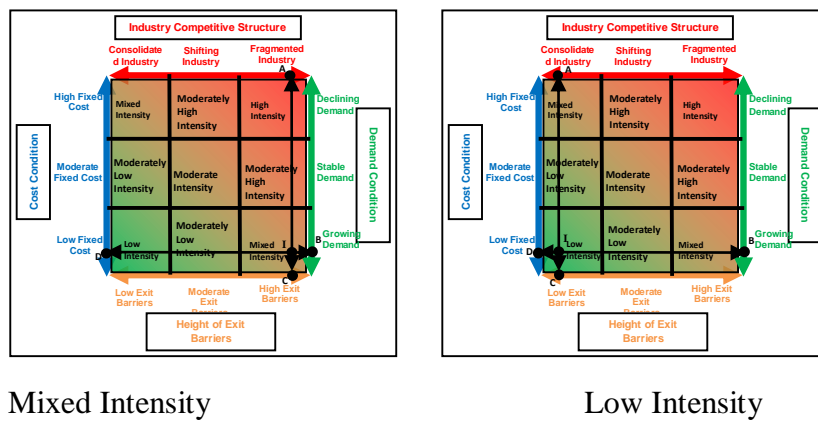 Industry Competitive Structure
Consolidate
d Industry
Shifting
Industry
Fragmented
Industry
A
High Fixed
Cost
Mixed
Intensity
Moderately
High
Intensity
High
Intensity
Declining
Demand
Cost Condition
Moderate
Fixed Cost
Moderately
Low
Intensity
Moderate
Intensity
Moderately
High
Intensity
Stable
Demand
Demand Condition
Low Fixed
Cost
D
Low
Intensity
Moderately
Low
Intensity
Mixed
Intensity
I
B
Growing
Demand
C
Low Exit
Barriers
Moderate
Exit
High Exit
Barriers
Height of Exit
Barriers
Mixed Intensity
Industry Competitive Structure
Consolidate
d Industry
Shifting
Industry
Fragmented
Industry
A
High Fixed
Cost
Mixed
Intensity
Moderately
High
Intensity
High
Intensity
Declining
Demand
Cost Condition
Moderate
Fixed Cost
Moderately
Low
Intensity
Moderate
Intensity
Moderately
High
Intensity
Stable
Demand
Demand Condition
Low Fixed
Cost
D
I
Low
Intensity
Moderately
Low
Intensity
Mixed
Intensity
B
Growing
Demand
C
Low Exit
Barriers
Moderate
Exit
High Exit
Barriers
Height of Exit
Barriers
Low Intensity